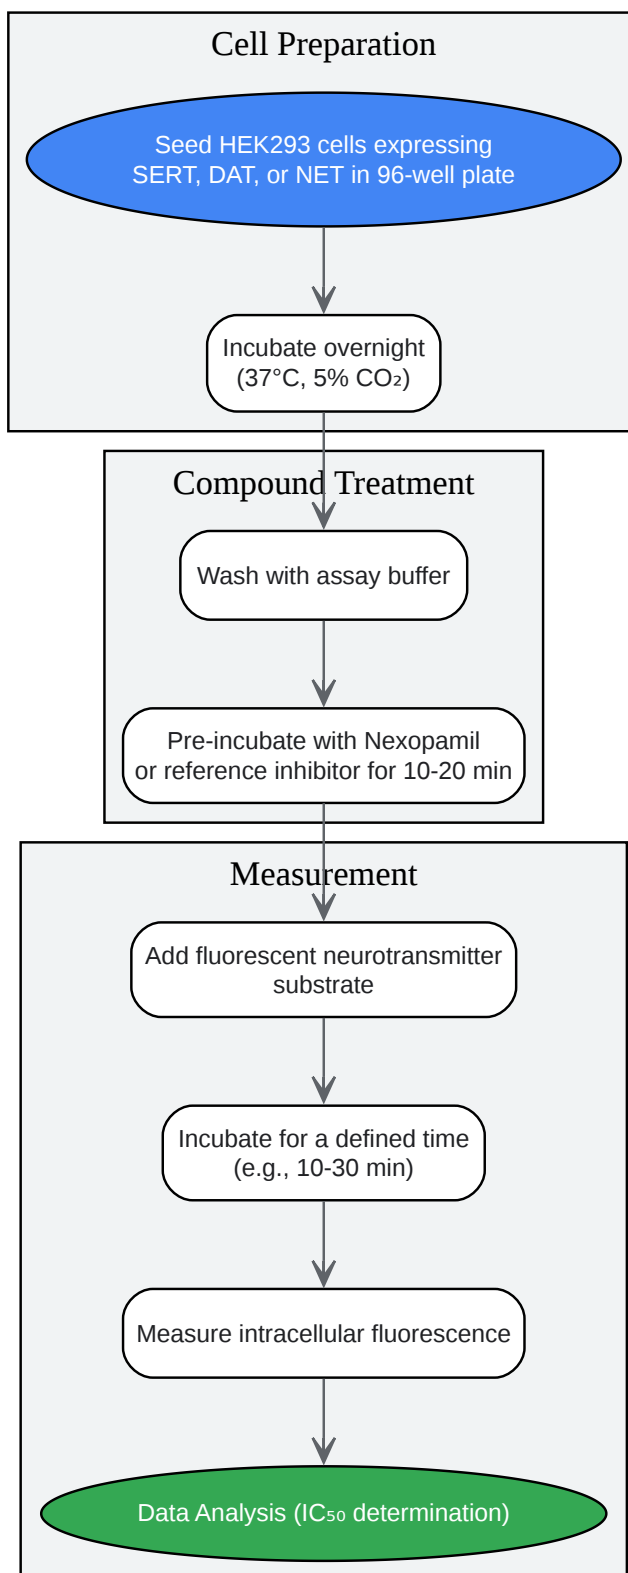 Cell Preparation
Seed HEK293 cells expressing
SERT, DAT, or NET in 96-well plate
Incubate overnight
(37°C, 5% CO₂)
Compound Treatment
Wash with assay buffer
Pre-incubate with Nexopamil
or reference inhibitor for 10-20 min
Measurement
Add fluorescent neurotransmitter
substrate
Incubate for a defined time
(e.g., 10-30 min)
Measure intracellular fluorescence
Data Analysis (IC₅₀ determination)